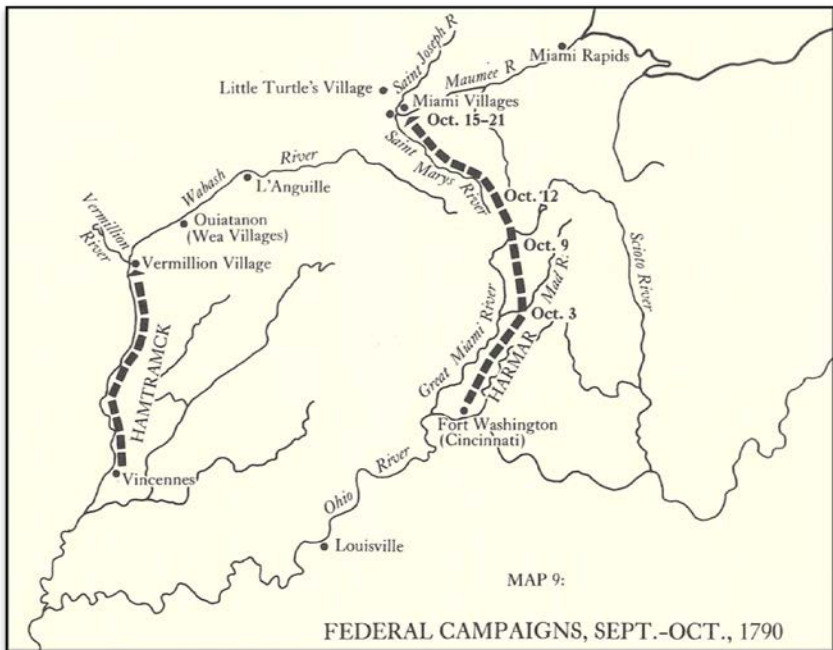 Saint Joseph R
Maumee R
Miami Rapids
Little Turtle's Village
Miami Villages
Oct. 15–21
Saint Marys River
Wabash River
L'Anguille
Oct. 12
Vermillion River
Ouiatanon
(Wea Villages)
Oct. 9
Scioto River
Vermillion Village
Mad R.
Great Miami River
Oct. 3
HAMTRAMCK
HARMAR
Fort Washington
(Cincinnati)
Vincennes
Ohio River
Louisville
MAP 9:
FEDERAL CAMPAIGNS, SEPT.-OCT., 1790